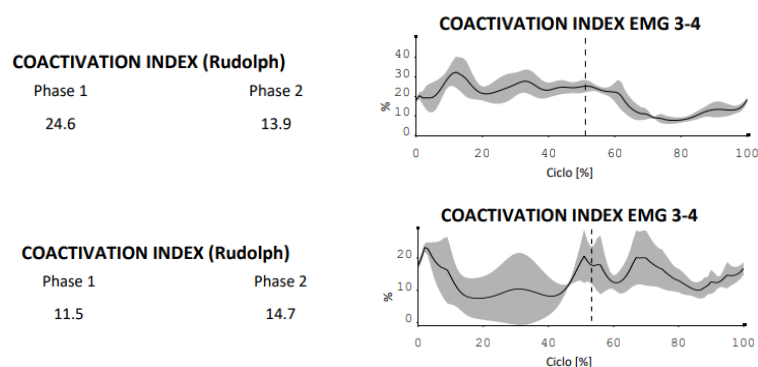 COACTIVATION INDEX EMG 3-4
COACTIVATION INDEX (Rudolph)
Phase 1 Phase 2
24.6 13.9
40
30
20
10
0
%
0 20 40 60 80 100
Ciclo [%]
COACTIVATION INDEX EMG 3-4
COACTIVATION INDEX (Rudolph)
Phase 1 Phase 2
11.5 14.7
20
10
0
%
0 20 40 60 80 100
Ciclo [%]